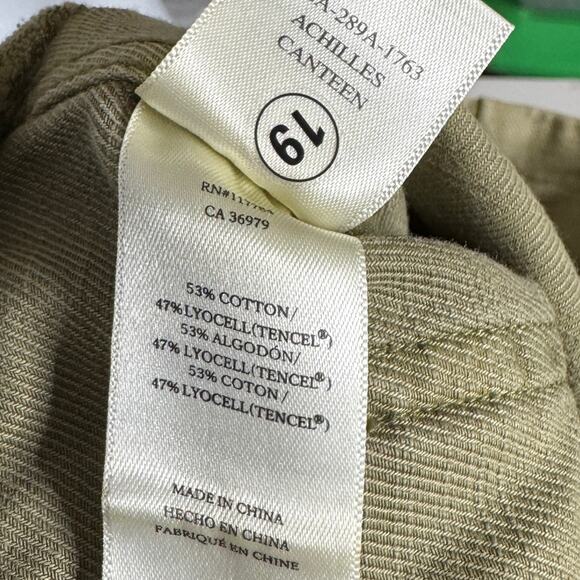 -289A-1763
ACHILLES
CANTEEN
19
CA 36979
53% COTTON/
47% LYOCELL(TENCEL®)
53% ALGODÓN/
47% LYOCELL(TENCEL®)
53% COTON/
47% LYOCELL(TENCEL®)
MADE IN CHINA
HECHO EN CHINA
FABRIQUÉ EN CHINE